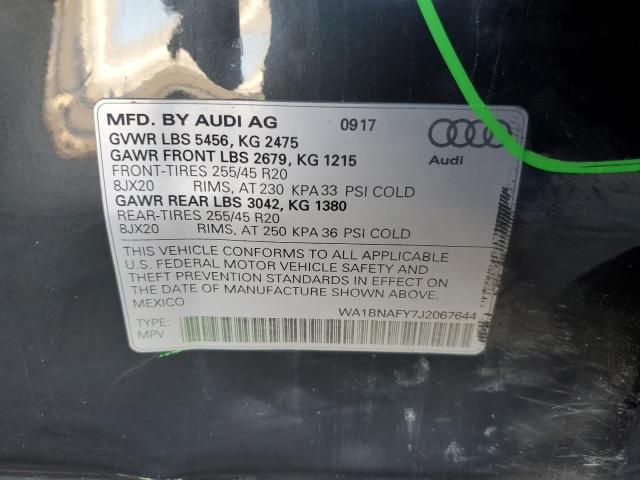 MFD. BY AUDI AG 0917
GVWR LBS 5456, KG 2475
GAWR FRONT LBS 2679, KG 1215
FRONT-TIRES 255/45 R20
8JX20 RIMS, AT 230 KPA 33 PSI COLD
GAWR REAR LBS 3042, KG 1380
REAR-TIRES 255/45 R20
8JX20 RIMS, AT 250 KPA 36 PSI COLD
Audi
THIS VEHICLE CONFORMS TO ALL APPLICABLE
U.S. FEDERAL MOTOR VEHICLE SAFETY AND
THEFT PREVENTION STANDARDS IN EFFECT ON
THE DATE OF MANUFACTURE SHOWN ABOVE.
MEXICO
WA1BNAFY7J2067644
TYPE:
MPV